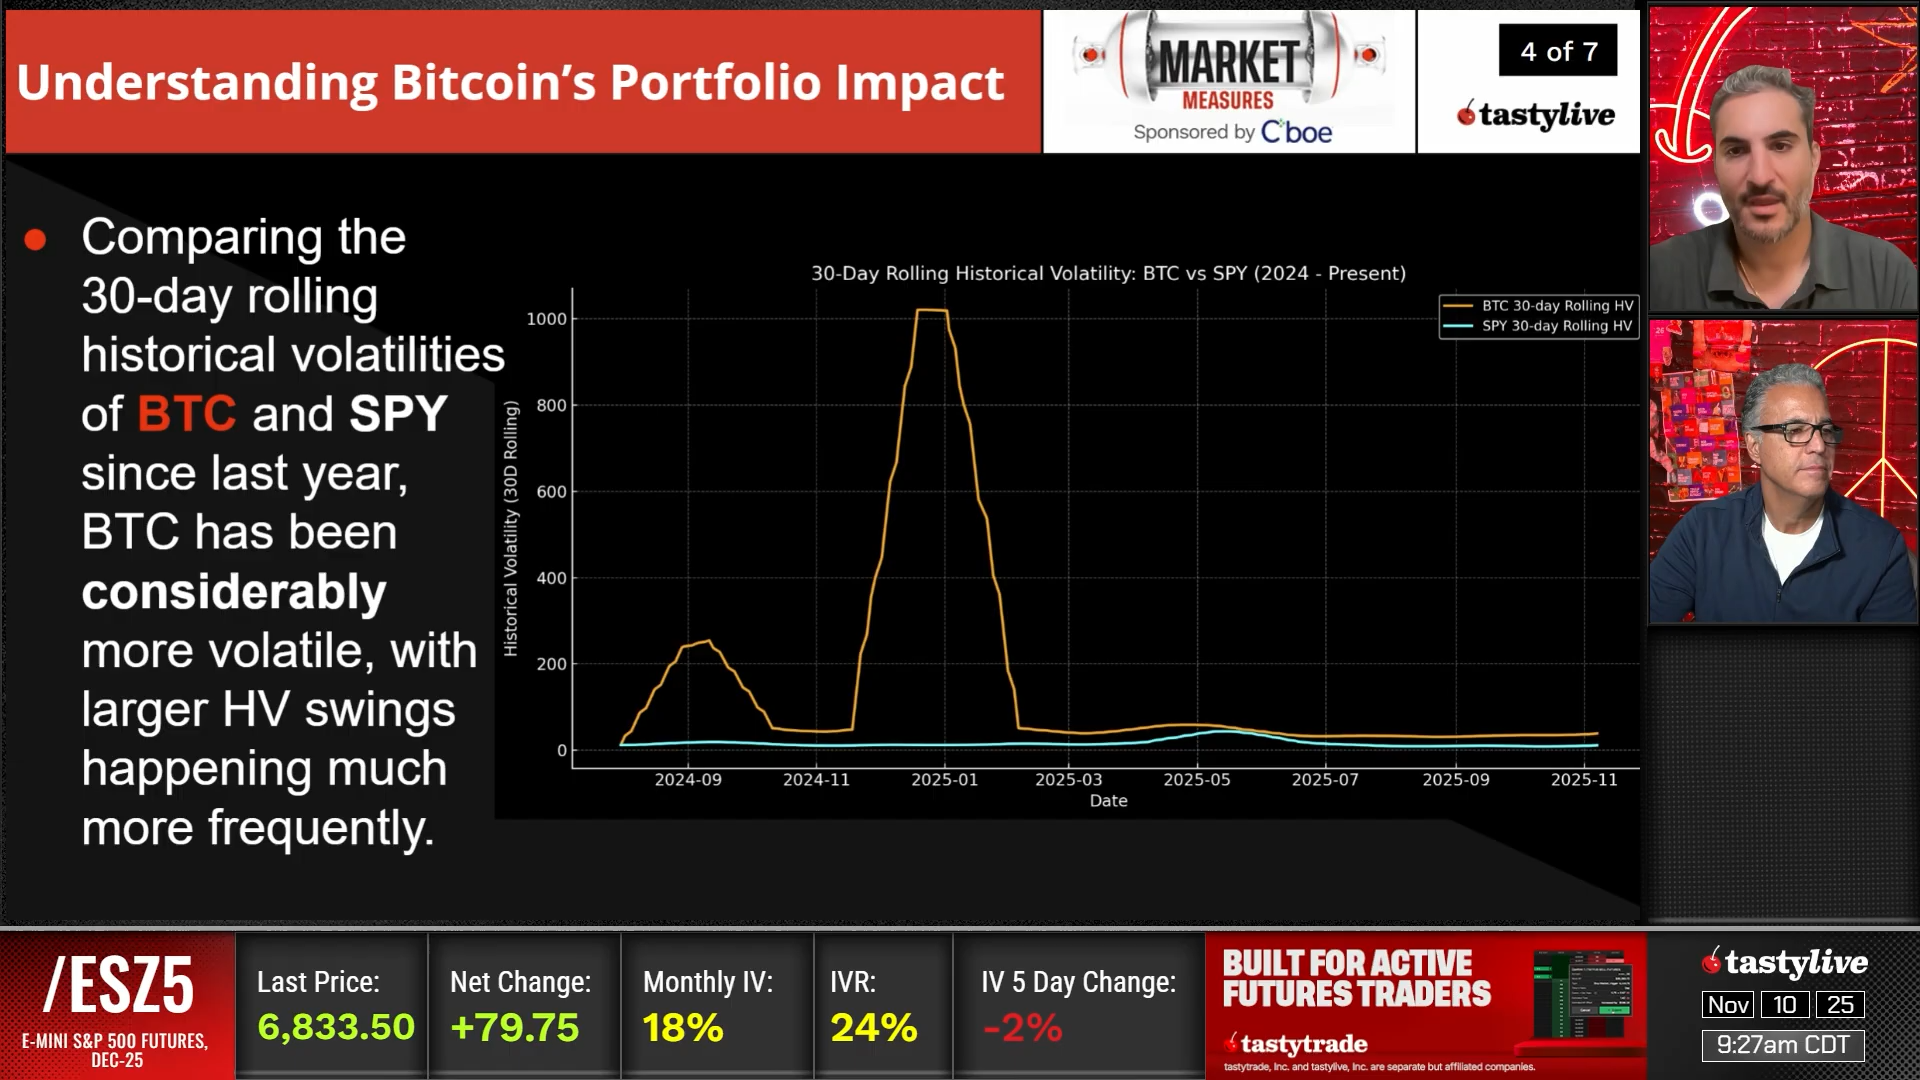 Understanding Bitcoin's Portfolio Impact
MARKET
MEASURES
Sponsored by Cboe
4 of 7
tastylive
Comparing the
30-day rolling
historical volatilities
of BTC and SPY
since last year,
BTC has been
considerably
more volatile, with
larger HV swings
happening much
more frequently.
30-Day Rolling Historical Volatility: BTC vs SPY (2024 - Present)
BTC 30-day Rolling HV
SPY 30-day Rolling HV
Historical Volatility (30D Rolling)
1000
800
600
400
200
0
2024-09 2024-11 2025-01 2025-03 2025-05 2025-07 2025-09 2025-11
Date
/ESZ5
E-MINI S&P 500 FUTURES,
DEC-25
Last Price:
6,833.50
Net Change:
+79.75
Monthly IV:
18%
IVR:
24%
IV 5 Day Change:
-2%
BUILT FOR ACTIVE
FUTURES TRADERS
tastytrade
tastytrade, Inc. and tastylive, Inc. are separate but affiliated companies.
tastylive
Nov 10 25
9:27am CDT